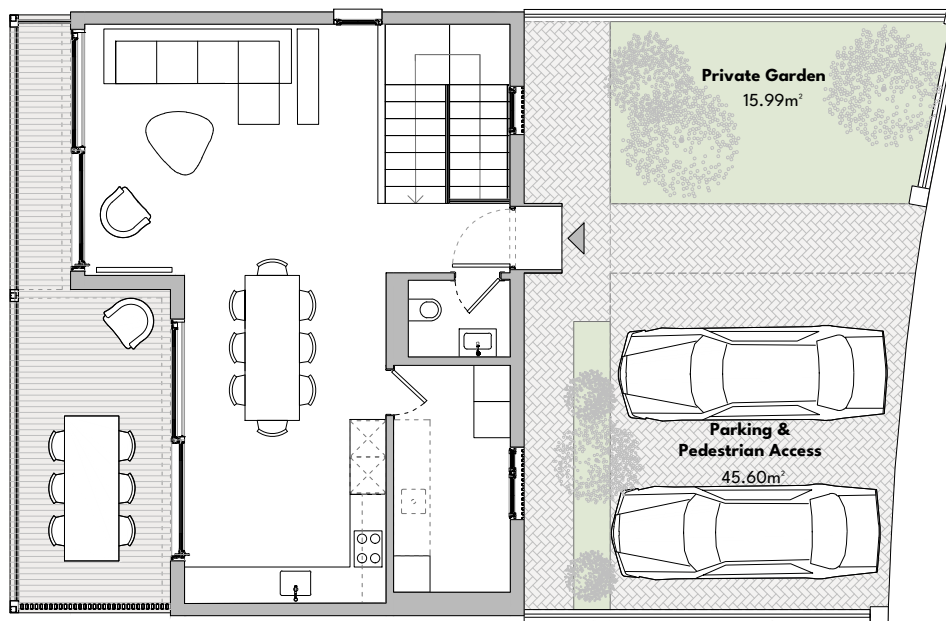 Private Garden
15.99m²
Parking &
Pedestrian Access
45.60m²